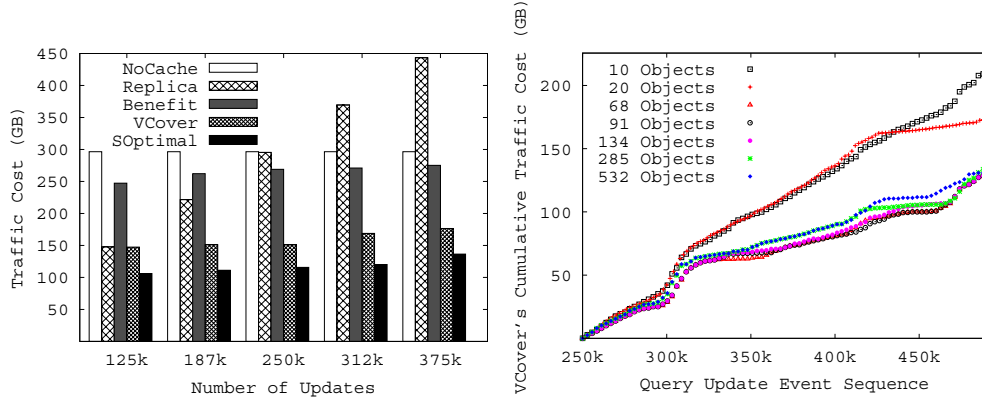 Traffic Cost (GB)
450
400
350
300
250
200
150
100
50
NoCache
Replica
Benefit
VCover
SOptimal
125k
187k
250k
312k
375k
Number of Updates
VCover's Cumulative Traffic Cost (GB)
200
150
100
50
10 Objects
20 Objects
68 Objects
91 Objects
134 Objects
285 Objects
532 Objects
250k
300k
350k
400k
450k
Query Update Event Sequence